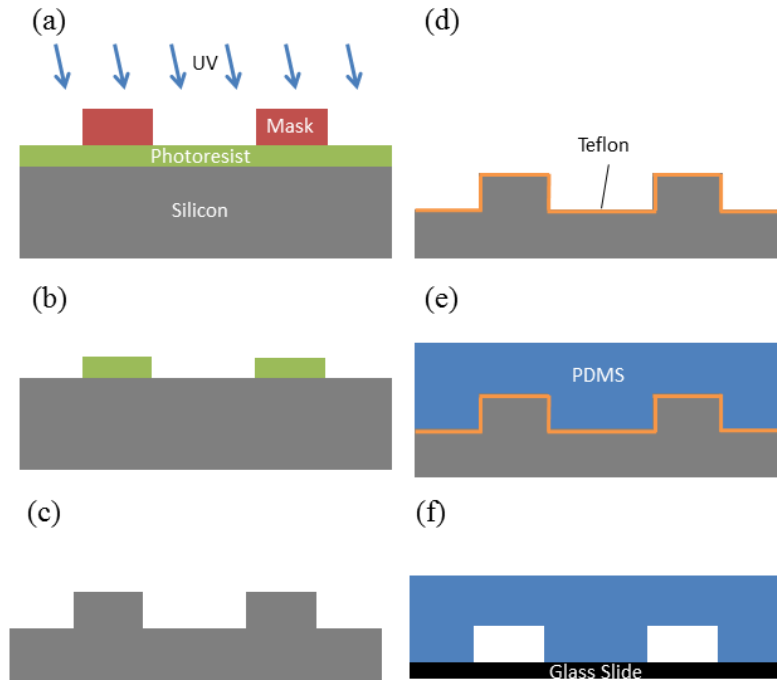 (a)
UV
Mask
Photoresist
Silicon
(b)
(c)
(d)
Teflon
(e)
PDMS
(f)
Glass Slide